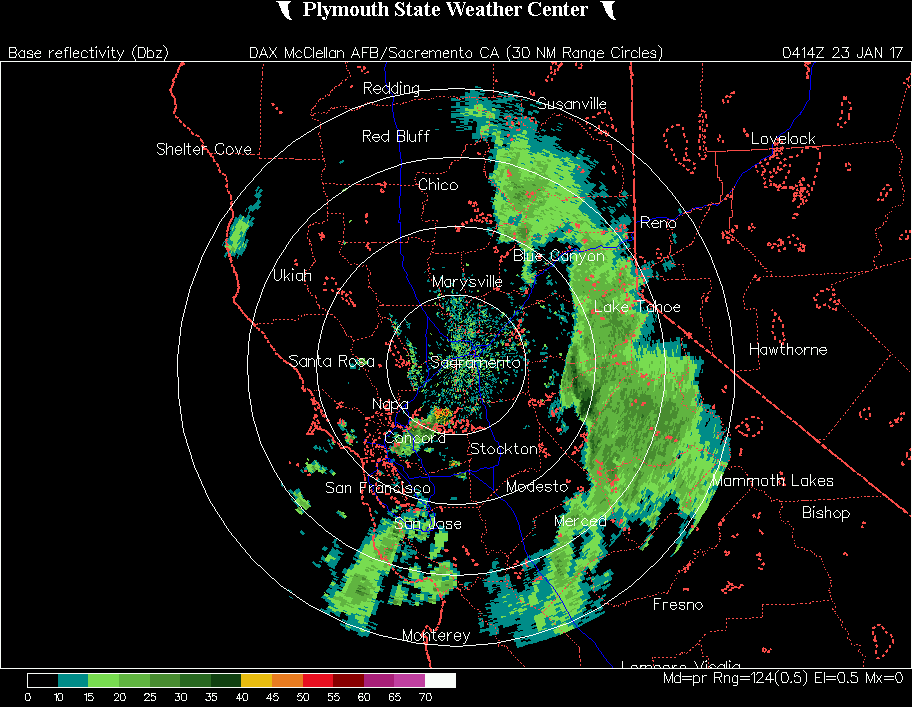 Plymouth State Weather Center
Base reflectivity (Dbz) DAX McClellan AFB/Sacremento CA (30 NM Range Circles) 0414Z 23 JAN 17
Redding
Susanville
Red Bluff
Lovelock
Shelter Cove
Chico
Reno
Blue Canyon
Ukiah
Marysville
Lake Tahoe
Hawthorne
Santa Rosa
Sacramento
Napa
Concord
Stockton
Mammoth Lakes
San Francisco
Modesto
Bishop
San Jose
Merced
Fresno
Monterey
Lemoore Visalia
Md=pr Rng=124(0.5) El=0.5 Mx=0
0 10 15 20 25 30 35 40 45 50 55 60 65 70